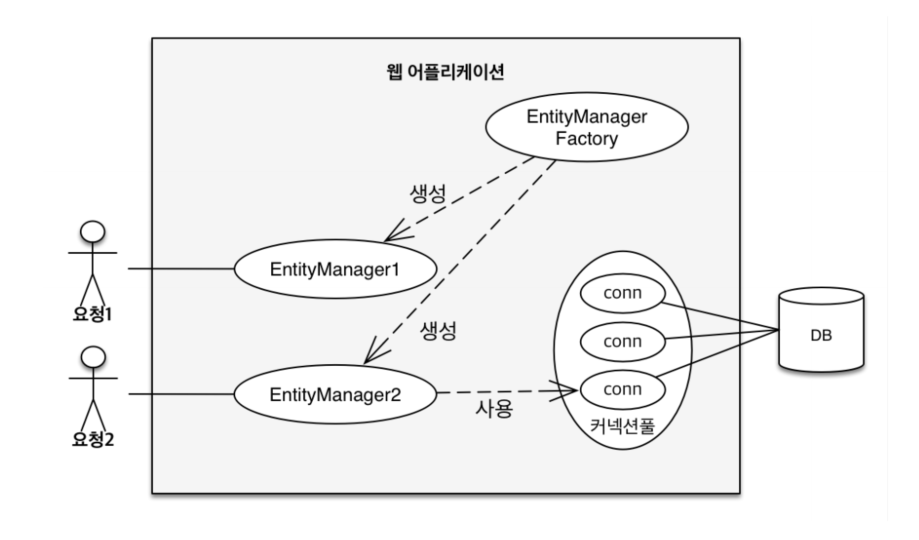 웹 어플리케이션
EntityManager
Factory
생성
EntityManager1
요청1
conn
생성
conn
DB
EntityManager2
conn
사용
커넥션풀
요청2